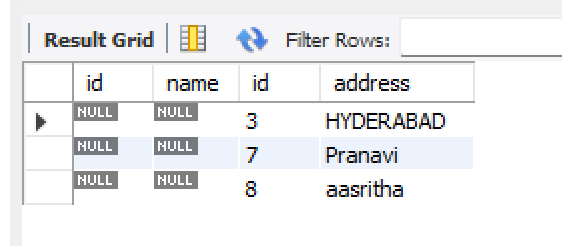 Result Grid Filter Rows:
id name id address
NULL NULL 3 HYDERABAD
NULL NULL 7 Pranavi
NULL NULL 8 aasritha